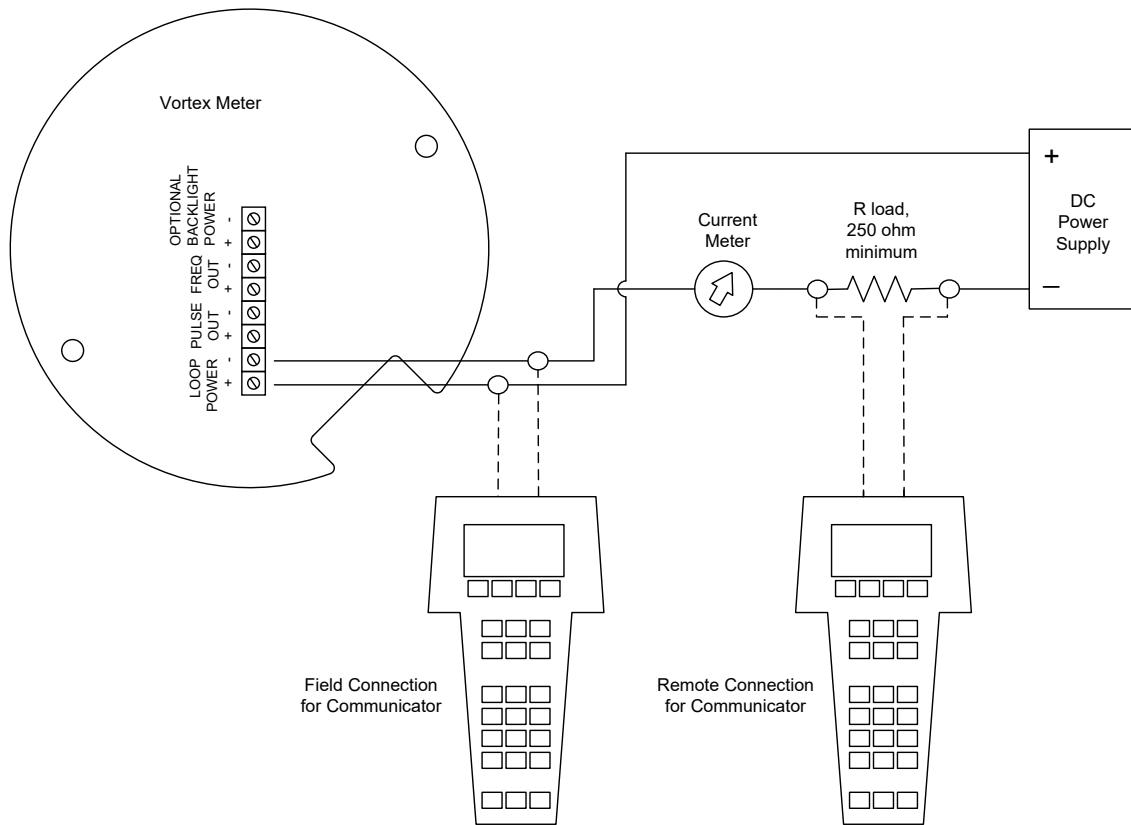 Vortex Meter
OPTIONAL
BACKLIGHT
POWER
- +
FREQ
OUT
- +
PULSE
OUT
- +
LOOP
POWER
- +
Current
Meter
R load,
250 ohm
minimum
+
DC
Power
Supply
–
Field Connection
for Communicator
Remote Connection
for Communicator